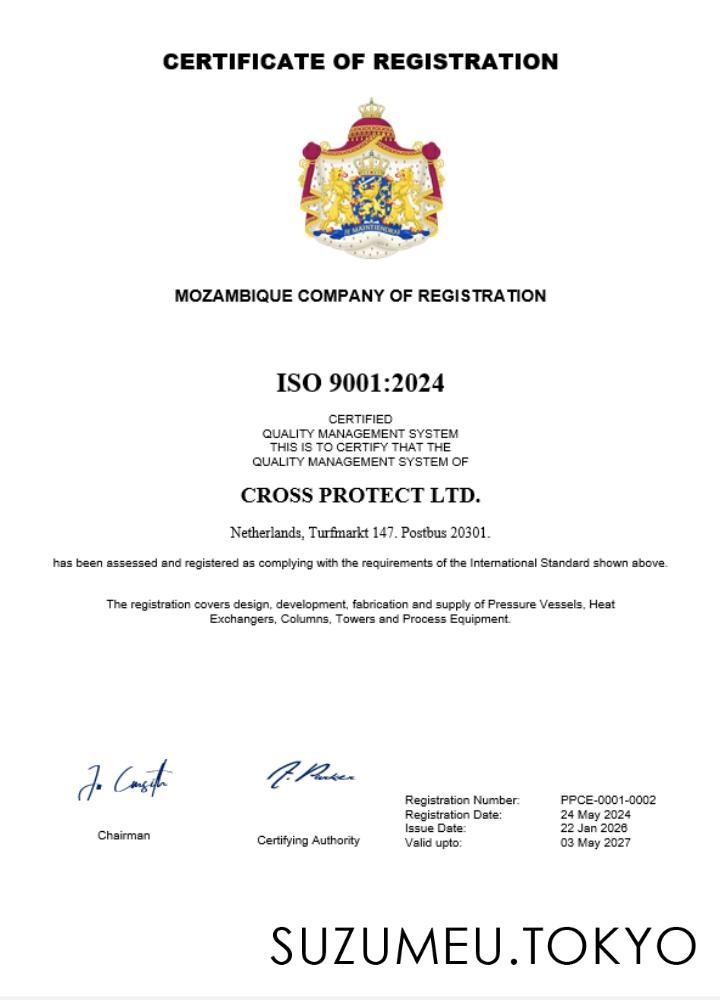 CERTIFICATE OF REGISTRATION
JE MAINTIENDRAI
MOZAMBIQUE COMPANY OF REGISTRATION
ISO 9001:2024
CERTIFIED
QUALITY MANAGEMENT SYSTEM
THIS IS TO CERTIFY THAT THE
QUALITY MANAGEMENT SYSTEM OF
CROSS PROTECT LTD.
Netherlands, Turfmarkt 147. Postbus 20301.
has been assessed and registered as complying with the requirements of the International Standard shown above.
The registration covers design, development, fabrication and supply of Pressure Vessels, Heat
Exchangers, Columns, Towers and Process Equipment.
Chairman
Certifying Authority
Registration Number: PPCE-0001-0002
Registration Date: 24 May 2024
Issue Date: 22 Jan 2026
Valid upto: 03 May 2027
SUZUMEU.TOKYO